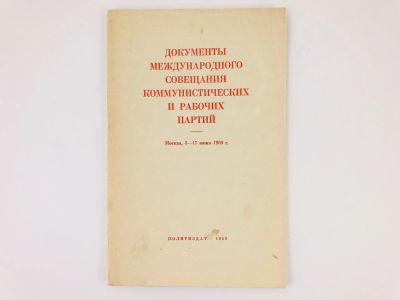 ДОКУМЕНТЫ
МЕЖДУНАРОДНОГО
СОВЕЩАНИЯ
КОММУНИСТИЧЕСКИХ
И РАБОЧИХ
ПАРТИЙ
Москва, 5—17 июня 1969 г.
ПОЛИТИЗДАТ · 1969